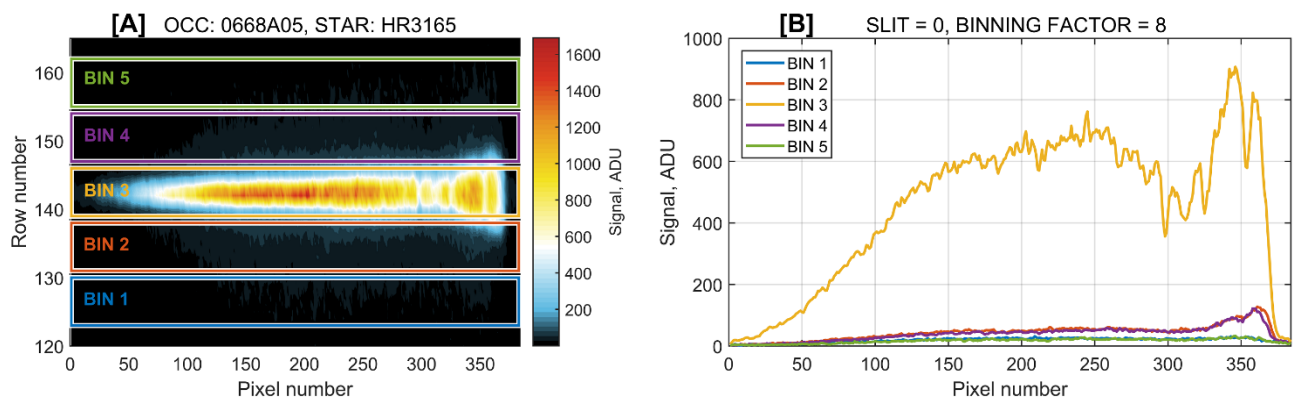 [A] OCC: 0668A05, STAR: HR3165
Row number
160
150
140
130
120
BIN 5
BIN 4
BIN 3
BIN 2
BIN 1
0 50 100 150 200 250 300 350
Pixel number
1600
1400
1200
1000
800
600
400
200
Signal, ADU
[B] SLIT = 0, BINNING FACTOR = 8
Signal, ADU
1000
800
600
400
200
0
BIN 1
BIN 2
BIN 3
BIN 4
BIN 5
0 50 100 150 200 250 300 350
Pixel number